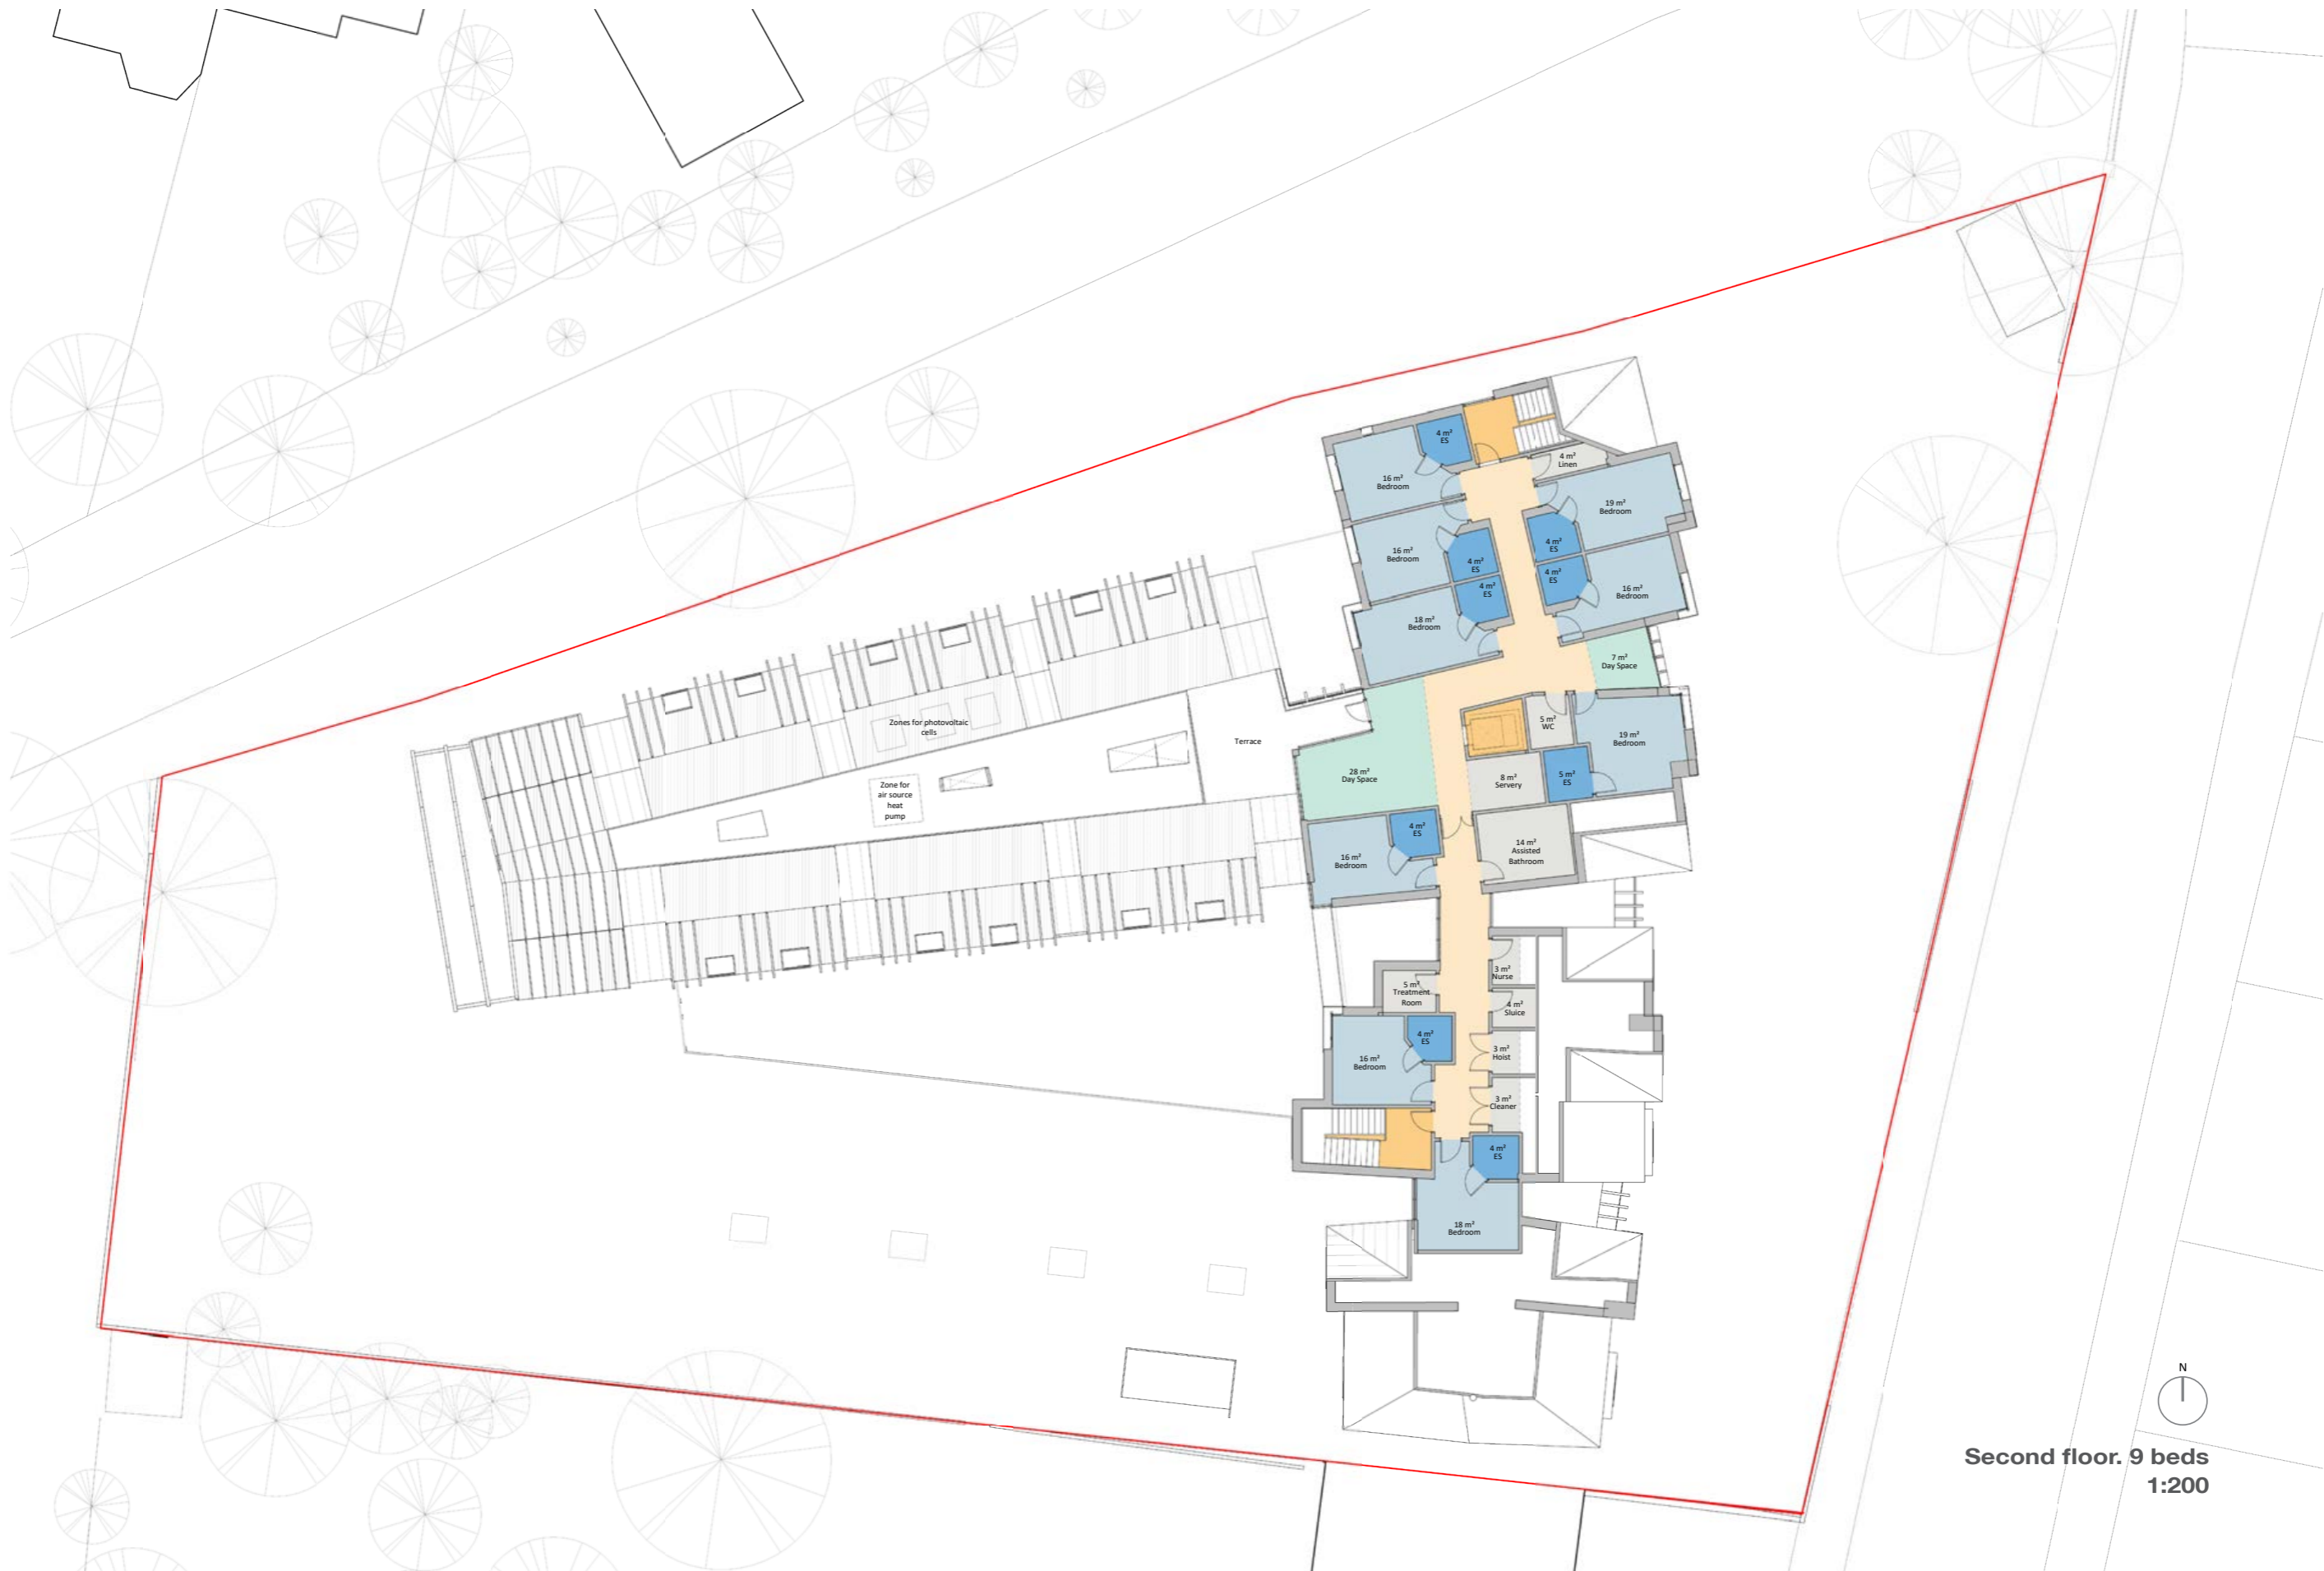 4 m²
ES
4 m²
Linen
16 m²
Bedroom
19 m²
Bedroom
16 m²
Bedroom
4 m²
ES
4 m²
ES
4 m²
ES
4 m²
ES
16 m²
Bedroom
18 m²
Bedroom
7 m²
Day Space
Zones for photovoltaic
cells
Terrace
5 m²
WC
19 m²
Bedroom
28 m²
Day Space
8 m²
Servery
5 m²
ES
Zone for
air source
heat
pump
4 m²
ES
16 m²
Bedroom
14 m²
Assisted
Bathroom
3 m²
Nurse
5 m²
Treatment
Room
4 m²
Sluice
4 m²
ES
16 m²
Bedroom
3 m²
Hoist
3 m²
Cleaner
4 m²
ES
18 m²
Bedroom
N
Second floor. 9 beds
1:200